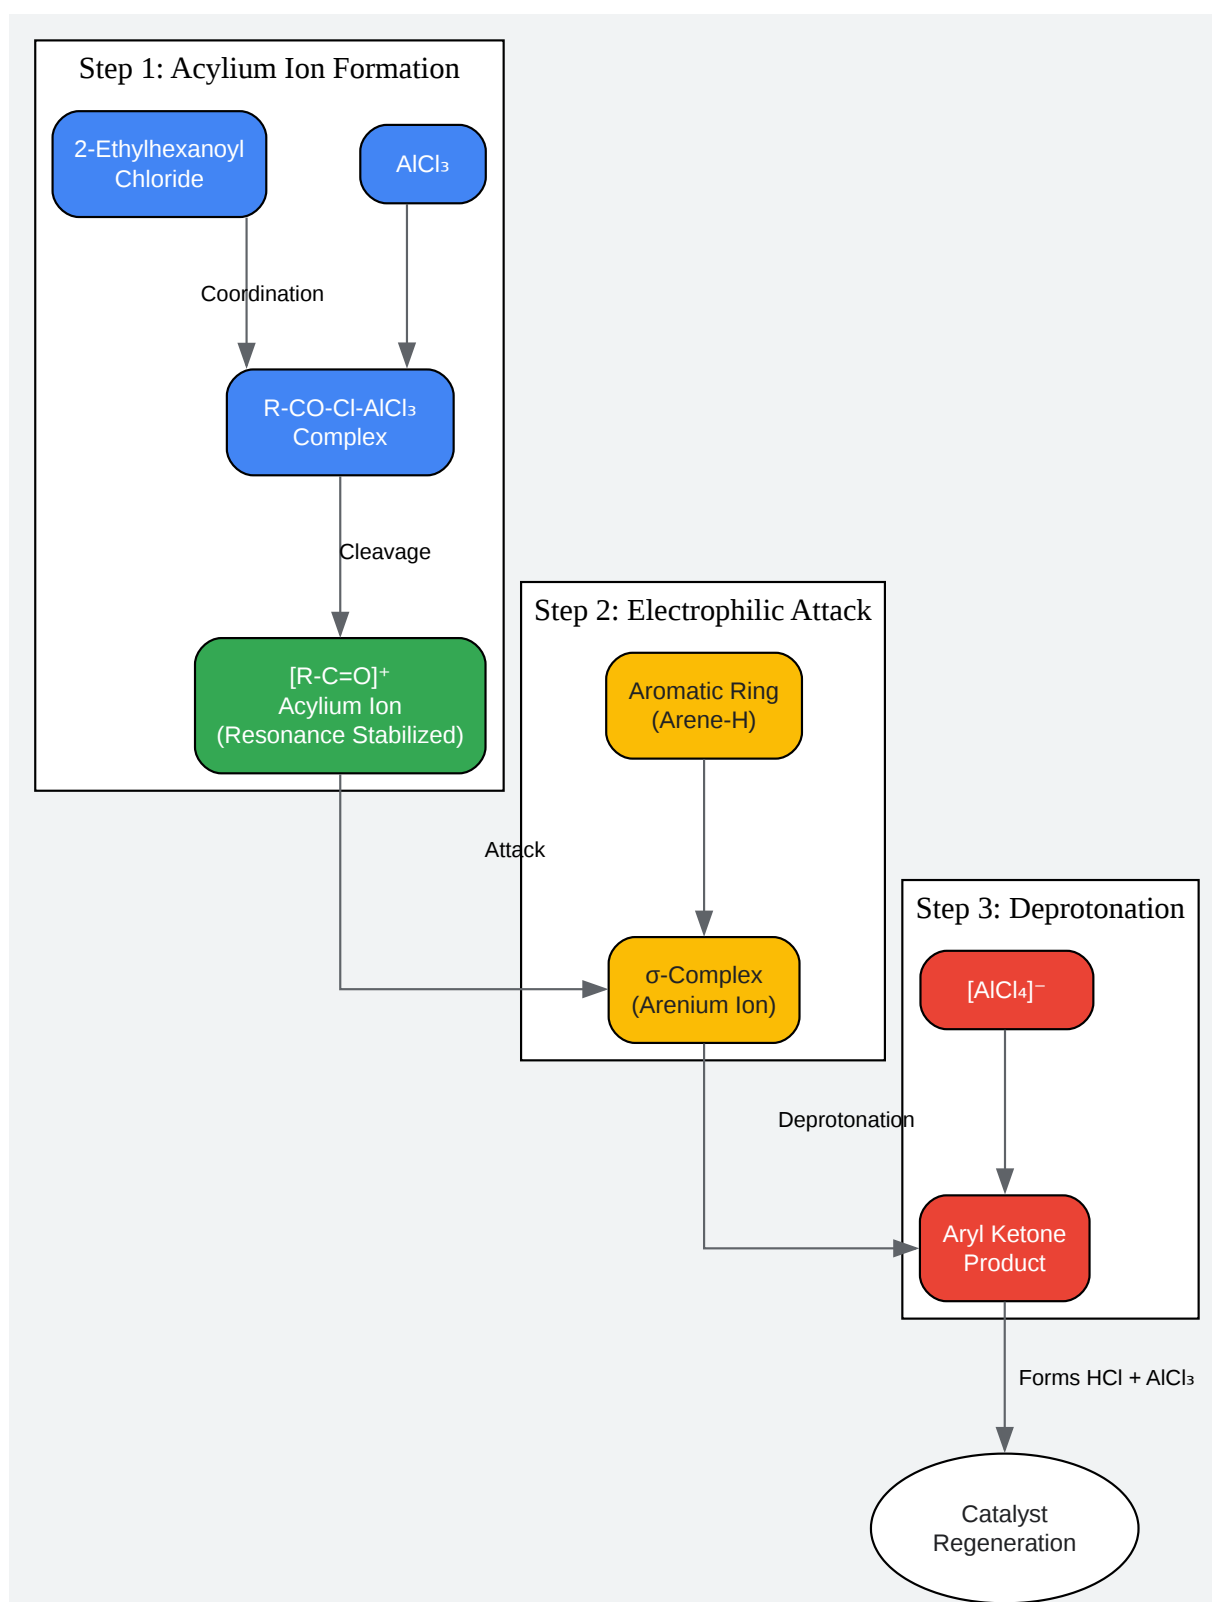 Step 1: Acylium Ion Formation
2-Ethylhexanoyl
Chloride
AlCl₃
Coordination
R-CO-Cl-AlCl₃
Complex
Cleavage
[R-C=O]⁺
Acylium Ion
(Resonance Stabilized)
Step 2: Electrophilic Attack
Aromatic Ring
(Arene-H)
Attack
σ-Complex
(Arenium Ion)
Step 3: Deprotonation
[AlCl₄]⁻
Deprotonation
Aryl Ketone
Product
Forms HCl + AlCl₃
Catalyst
Regeneration